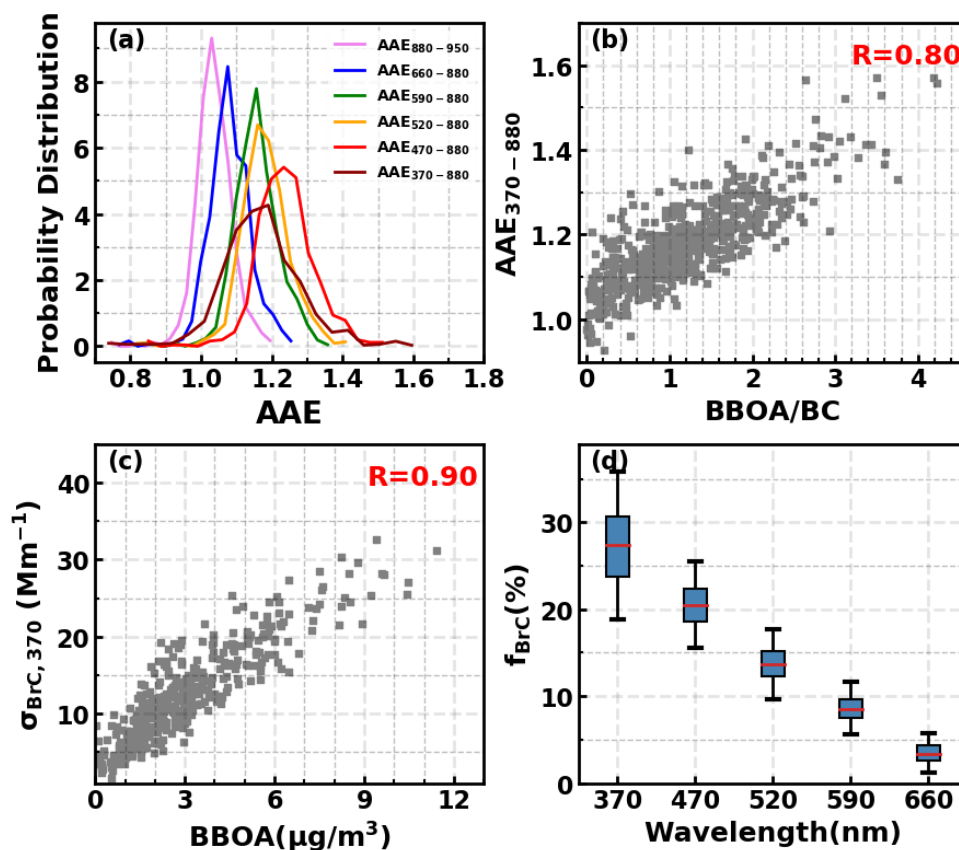 (a)
AAE₈₈₀₋₉₅₀
AAE₆₆₀₋₈₈₀
AAE₅₉₀₋₈₈₀
AAE₅₂₀₋₈₈₀
AAE₄₇₀₋₈₈₀
AAE₃₇₀₋₈₈₀
Probability Distribution
8
6
4
2
0
0.8 1.0 1.2 1.4 1.6 1.8
AAE
(b)
R=0.80
AAE₃₇₀₋₈₈₀
1.6
1.4
1.2
1.0
0 1 2 3 4
BBOA/BC
(c)
R=0.90
σ_BrC, 370 (Mm⁻¹)
40
30
20
10
0 3 6 9 12
BBOA(μg/m³)
(d)
f_BrC(%)
30
20
10
0
370 470 520 590 660
Wavelength(nm)